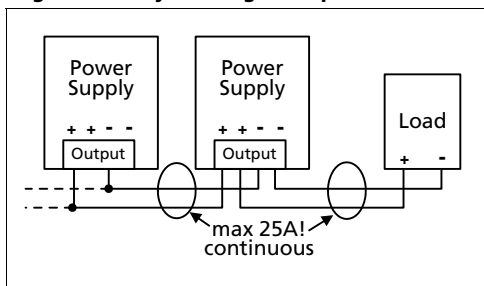 Power
Supply
+ + - -
Output
Power
Supply
+ + - -
Output
Load
+ -
max 25A!
continuous